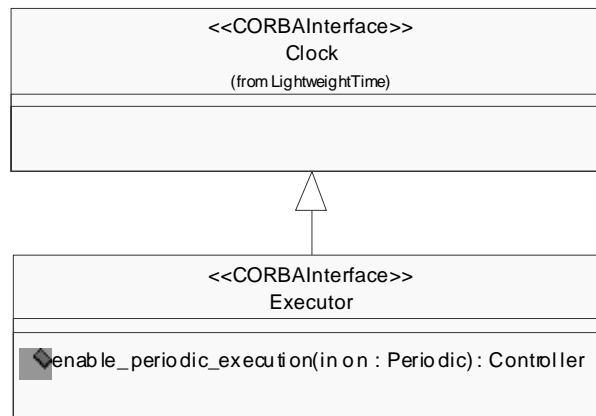 <<CORBAInterface>>
Clock
(from LightweightTime)
<<CORBAInterface>>
Executor
enable_periodic_execution(in on : Periodic) : Controller